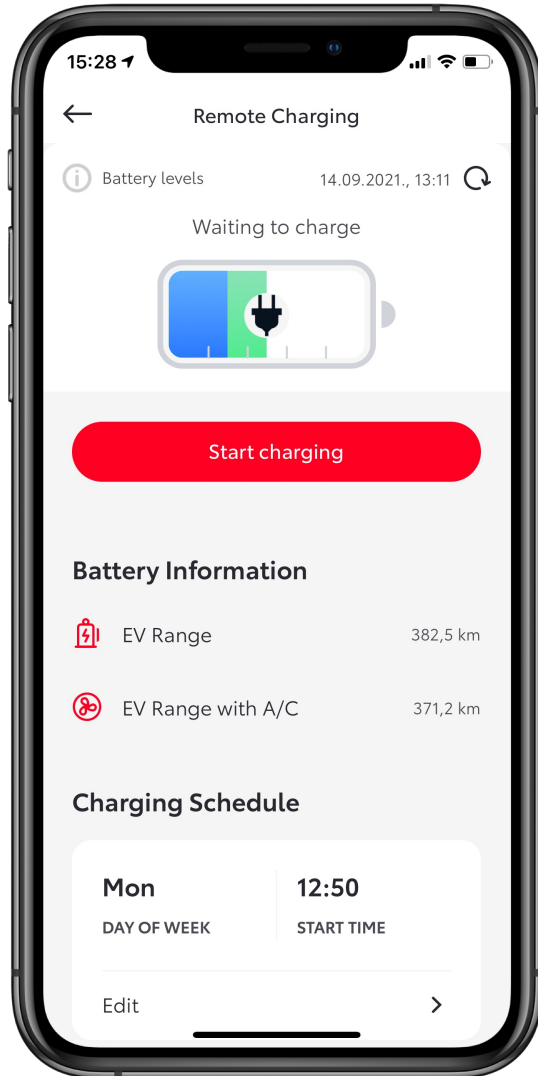 15:28
Remote Charging
Battery levels 14.09.2021., 13:11
Waiting to charge
Start charging
Battery Information
EV Range 382,5 km
EV Range with A/C 371,2 km
Charging Schedule
Mon 12:50
DAY OF WEEK START TIME
Edit